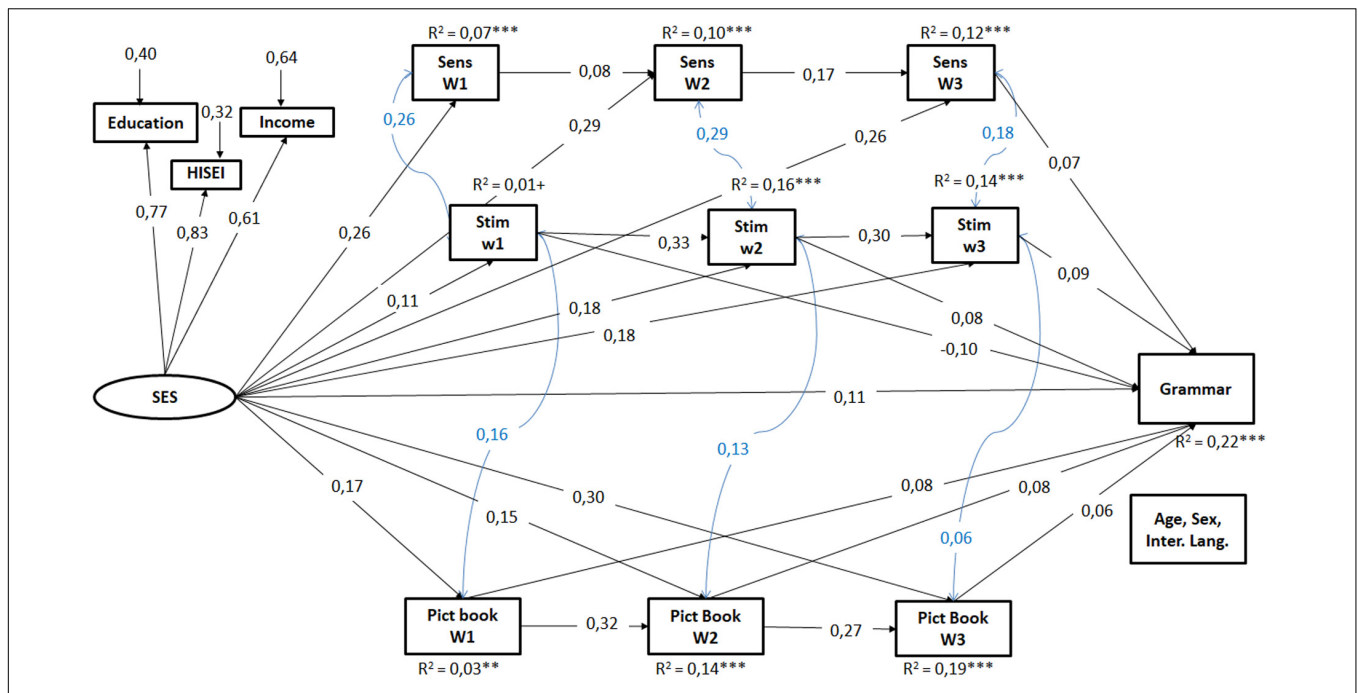 R² = 0,07***
R² = 0,10***
R² = 0,12***
0,40
0,64
Sens
W1
Sens
W2
Sens
W3
0,08
0,17
Education
0,32
Income
0,26
0,29
0,29
0,26
0,18
HISEI
0,07
R² = 0,01+
R² = 0,16***
R² = 0,14***
0,77
0,83
0,61
0,26
Stim
w1
0,33
Stim
w2
0,30
Stim
w3
0,09
0,11
0,18
0,18
0,08
-0,10
SES
0,11
Grammar
R² = 0,22***
0,16
0,13
0,17
0,15
0,30
0,08
0,08
0,06
0,06
Age, Sex,
Inter. Lang.
Pict book
W1
0,32
Pict Book
W2
0,27
Pict Book
W3
R² = 0,03**
R² = 0,14***
R² = 0,19***